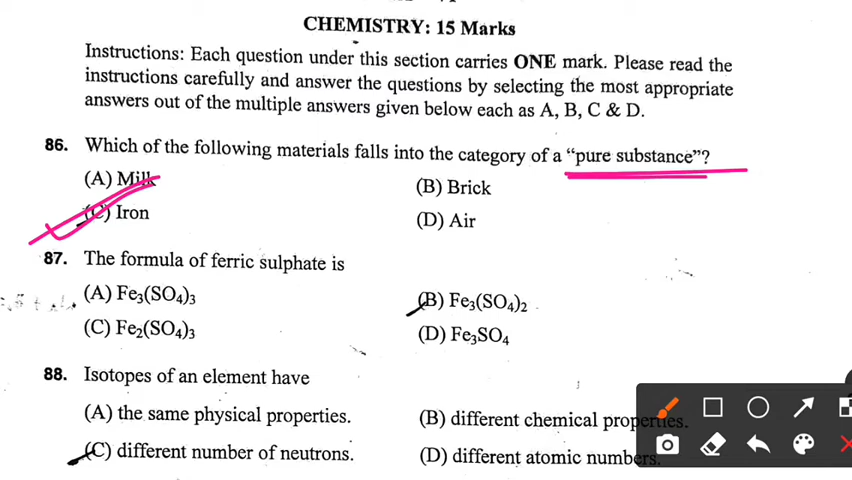 CHEMISTRY: 15 Marks
Instructions: Each question under this section carries ONE mark. Please read the
instructions carefully and answer the questions by selecting the most appropriate
answers out of the multiple answers given below each as A, B, C & D.
86. Which of the following materials falls into the category of a “pure substance”?
(A) Milk
(B) Brick
(C) Iron
(D) Air
87. The formula of ferric sulphate is
(A) Fe₃(SO₄)₃
(B) Fe₃(SO₄)₂
(C) Fe₂(SO₄)₃
(D) Fe₃SO₄
88. Isotopes of an element have
(A) the same physical properties.
(B) different chemical properties.
(C) different number of neutrons.
(D) different atomic numbers.